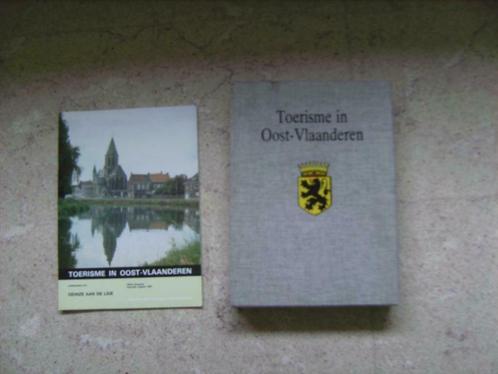 TOERISME IN OOST-VLAANDEREN
DEINZE AAN DE LEIE
Toerisme in
Oost-Vlaanderen